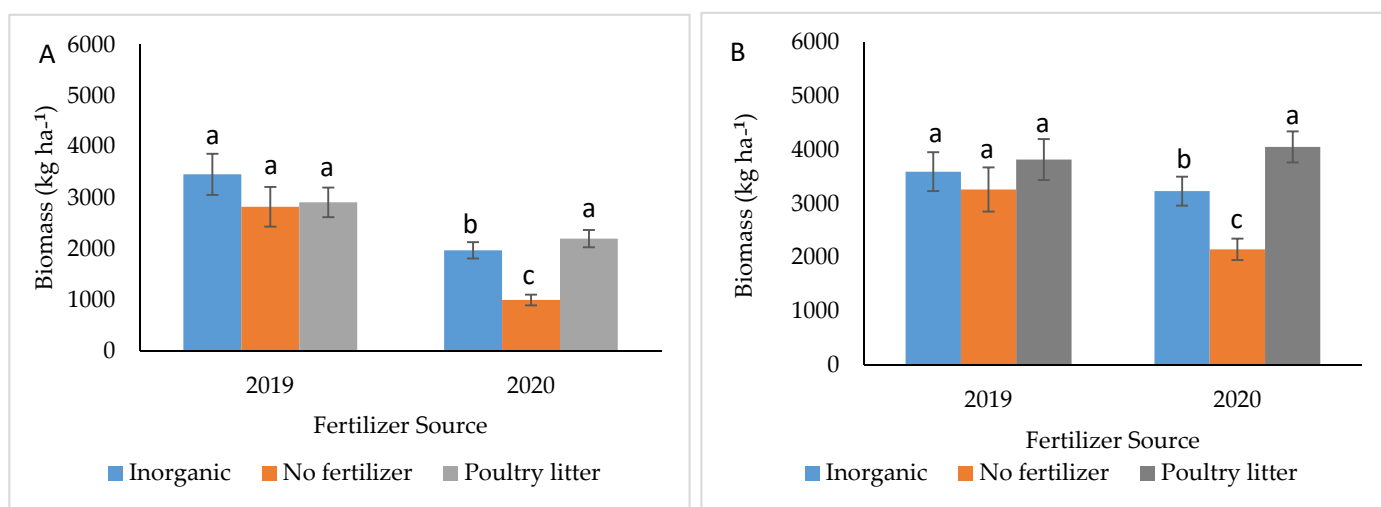 A
6000
5000
4000
3000
2000
1000
0
Biomass (kg ha-¹)
a
a
a
b
c
a
2019 2020
Fertilizer Source
Inorganic No fertilizer Poultry litter
B
6000
5000
4000
3000
2000
1000
0
Biomass (kg ha-¹)
a
a
a
b
c
a
2019 2020
Fertilizer Source
Inorganic No fertilizer Poultry litter